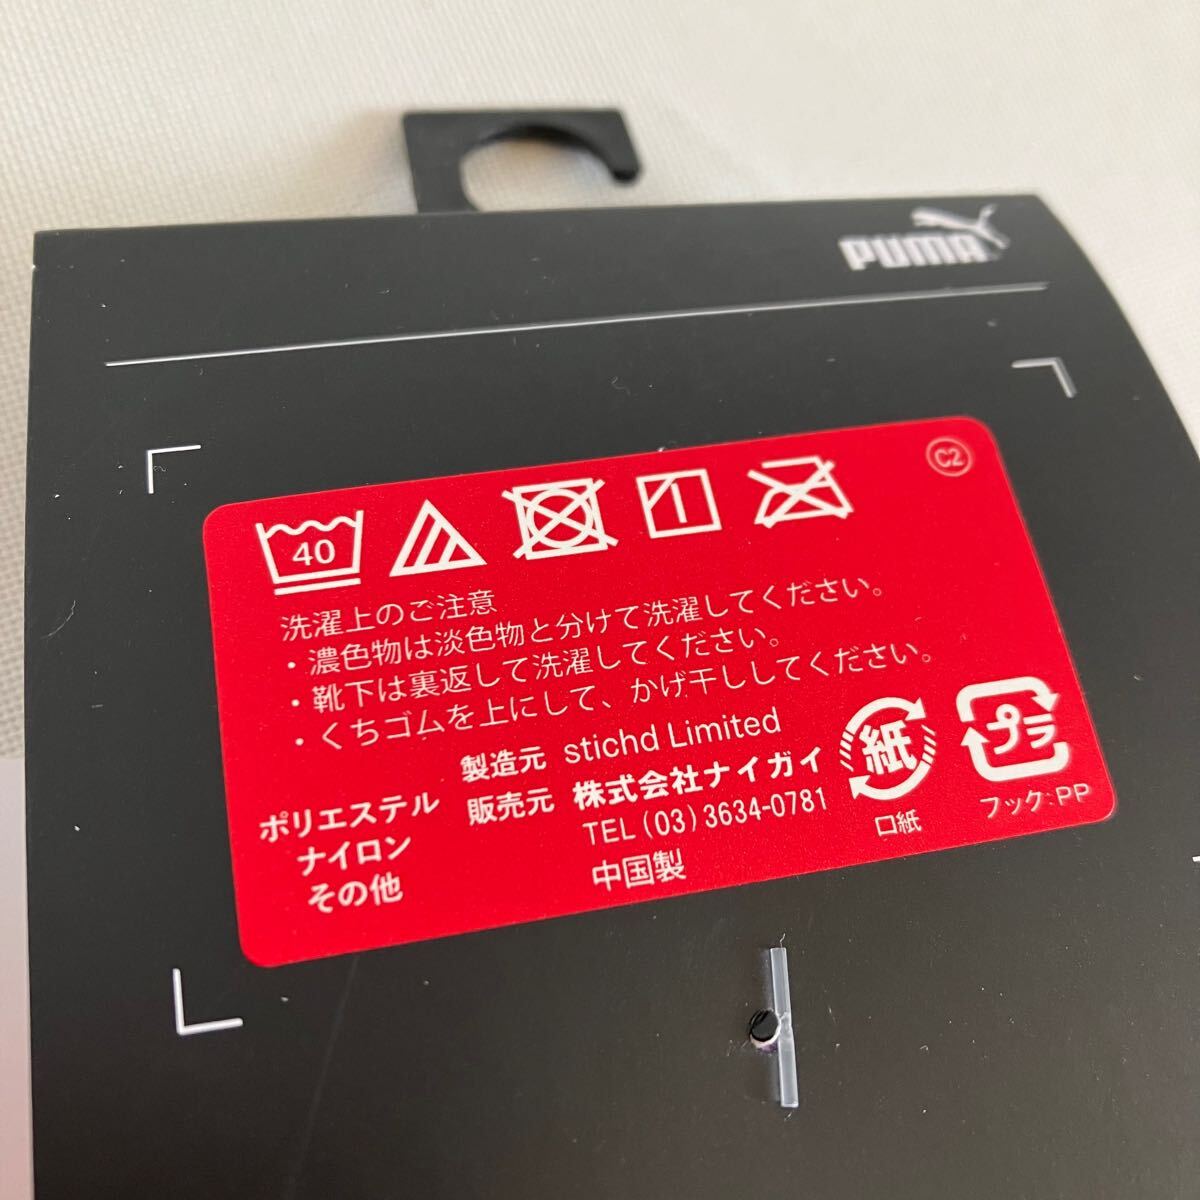 PUMA
C2
40
洗濯上のご注意
・濃色物は淡色物と分けて洗濯してください。
・靴下は裏返して洗濯してください。
・くちゴムを上にして、かげ干ししてください。
ポリエステル
ナイロン
その他
製造元 stichd Limited
販売元 株式会社ナイガイ
TEL (03) 3634-0781
中国製
紙
口紙
プラ
フック:PP